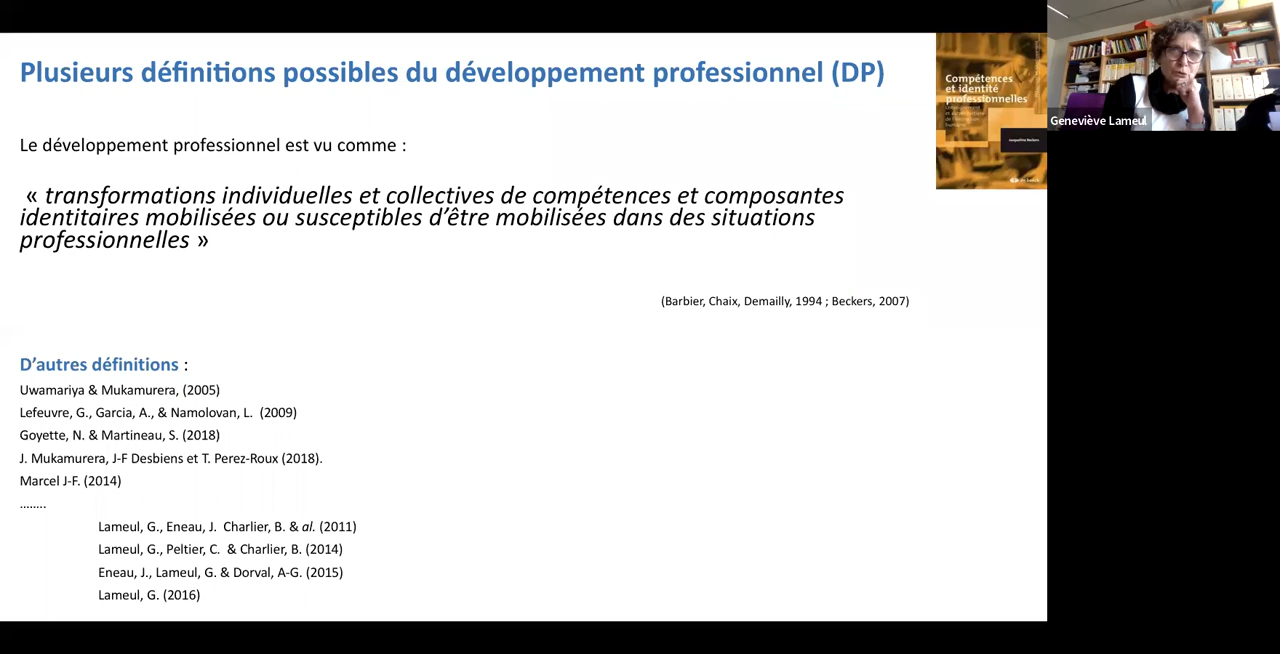 Plusieurs définitions possibles du développement professionnel (DP)
Compétences
et identité
professionnelles
Geneviève Lameul
Le développement professionnel est vu comme :
« transformations individuelles et collectives de compétences et composantes
identitaires mobilisées ou susceptibles d’être mobilisées dans des situations
professionnelles »
(Barbier, Chaix, Demailly, 1994 ; Beckers, 2007)
D’autres définitions :
Uwamariya & Mukamurera, (2005)
Lefeuvre, G., Garcia, A., & Namolovan, L. (2009)
Goyette, N. & Martineau, S. (2018)
J. Mukamurera, J-F Desbiens et T. Perez-Roux (2018).
Marcel J-F. (2014)
........
Lameul, G., Eneau, J. Charlier, B. & al. (2011)
Lameul, G., Peltier, C. & Charlier, B. (2014)
Eneau, J., Lameul, G. & Dorval, A-G. (2015)
Lameul, G. (2016)